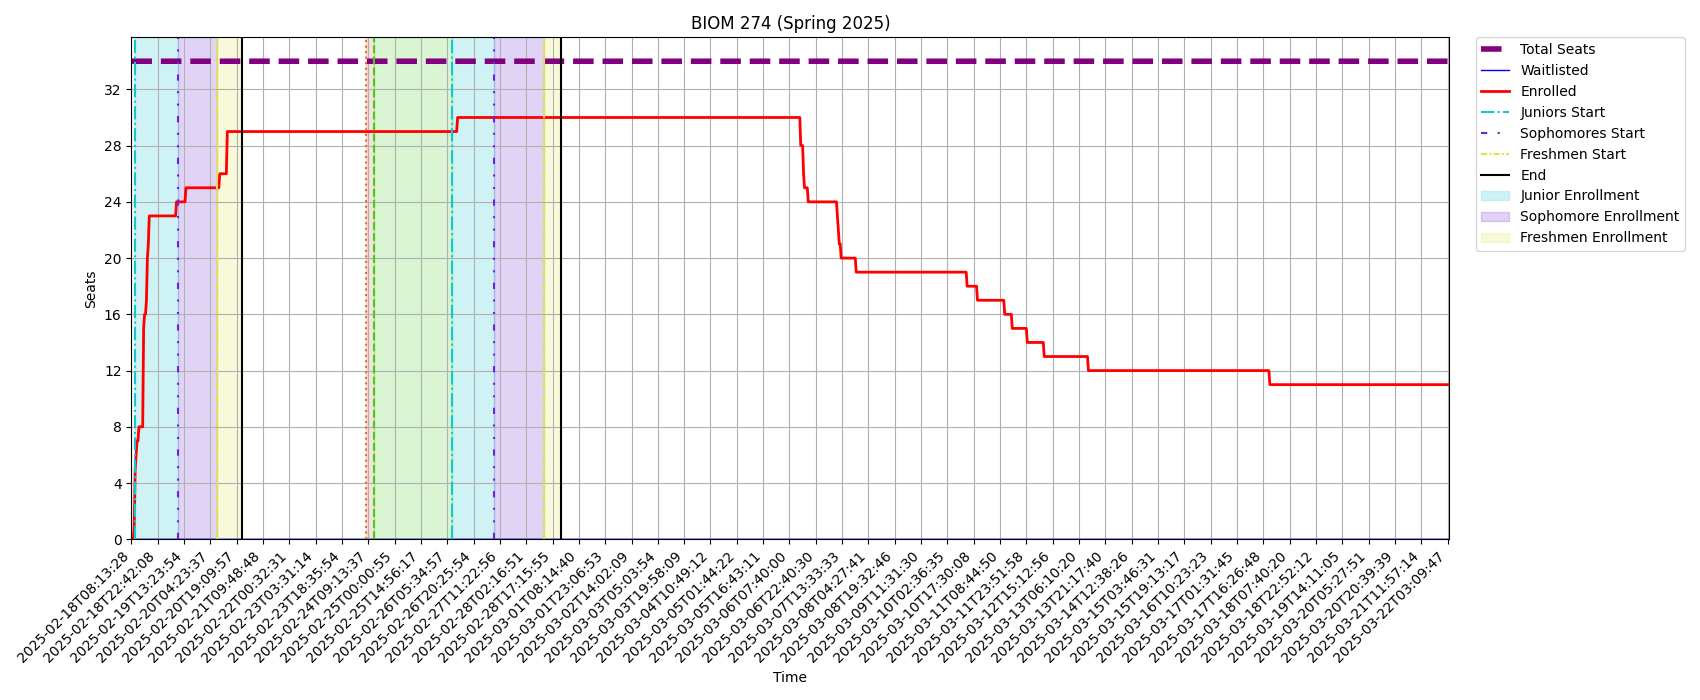 BIOM 274 (Spring 2025)
Total Seats
Waitlisted
Enrolled
Juniors Start
Sophomores Start
Freshmen Start
End
Junior Enrollment
Sophomore Enrollment
Freshmen Enrollment
Seats
32
28
24
20
16
12
8
4
0
2025-02-18T08:13:28
2025-02-18T22:42:08
2025-02-19T13:23:54
2025-02-20T04:23:37
2025-02-20T19:09:57
2025-02-21T09:48:48
2025-02-22T00:32:31
2025-02-23T03:31:14
2025-02-23T18:35:54
2025-02-24T09:13:37
2025-02-25T00:00:55
2025-02-25T14:56:17
2025-02-26T05:34:57
2025-02-26T20:25:54
2025-02-27T11:22:56
2025-02-28T02:16:51
2025-02-28T17:15:55
2025-03-01T08:14:40
2025-03-01T23:06:53
2025-03-02T14:02:09
2025-03-03T05:03:54
2025-03-03T19:58:09
2025-03-04T10:49:12
2025-03-05T01:44:22
2025-03-05T16:43:11
2025-03-06T07:40:00
2025-03-06T22:40:30
2025-03-07T13:33:33
2025-03-08T04:27:41
2025-03-08T19:32:46
2025-03-09T11:31:30
2025-03-10T02:36:35
2025-03-10T17:30:08
2025-03-11T08:44:50
2025-03-11T23:51:58
2025-03-12T15:12:56
2025-03-13T06:10:20
2025-03-13T21:17:40
2025-03-14T12:38:26
2025-03-15T03:46:31
2025-03-15T19:13:17
2025-03-16T10:23:23
2025-03-17T01:31:45
2025-03-17T16:26:48
2025-03-18T07:40:20
2025-03-18T22:52:12
2025-03-19T14:11:05
2025-03-20T05:27:51
2025-03-20T20:39:39
2025-03-21T11:57:14
2025-03-22T03:09:47
Time